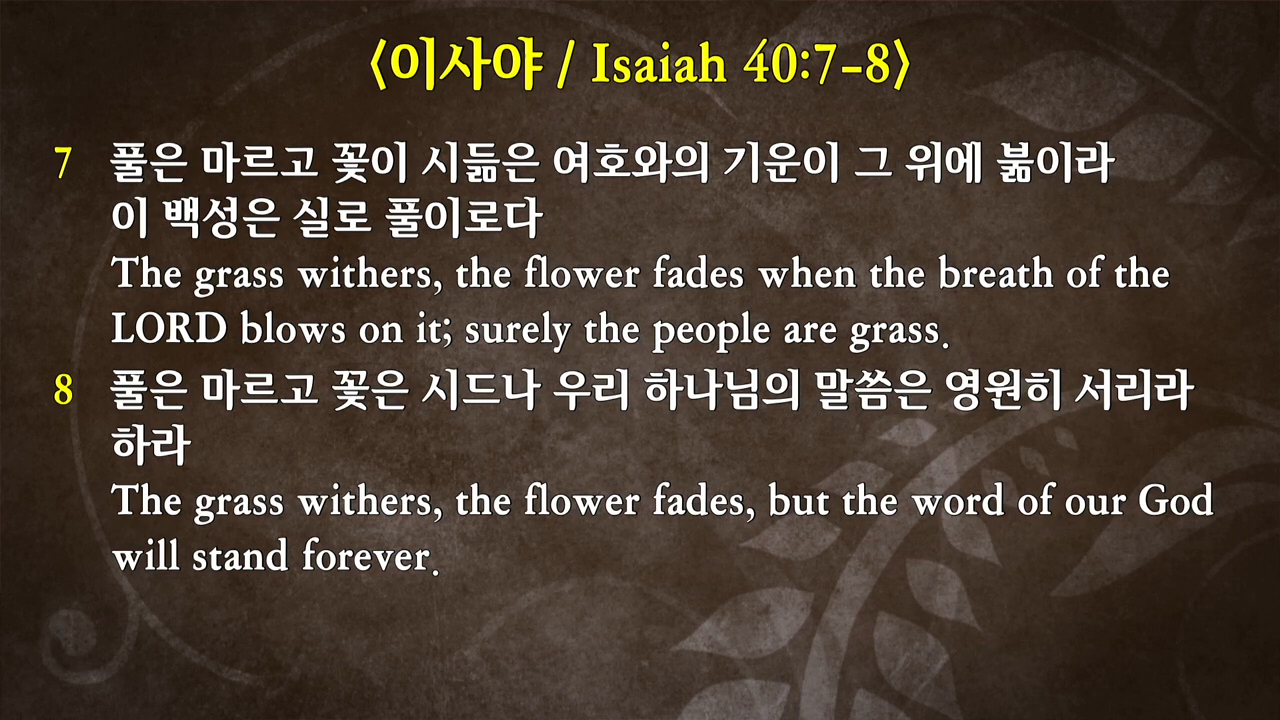 〈이사야 / Isaiah 40:7-8〉
7 풀은 마르고 꽃이 시듦은 여호와의 기운이 그 위에 붊이라
이 백성은 실로 풀이로다
The grass withers, the flower fades when the breath of the
LORD blows on it; surely the people are grass.
8 풀은 마르고 꽃은 시드나 우리 하나님의 말씀은 영원히 서리라
하라
The grass withers, the flower fades, but the word of our God
will stand forever.